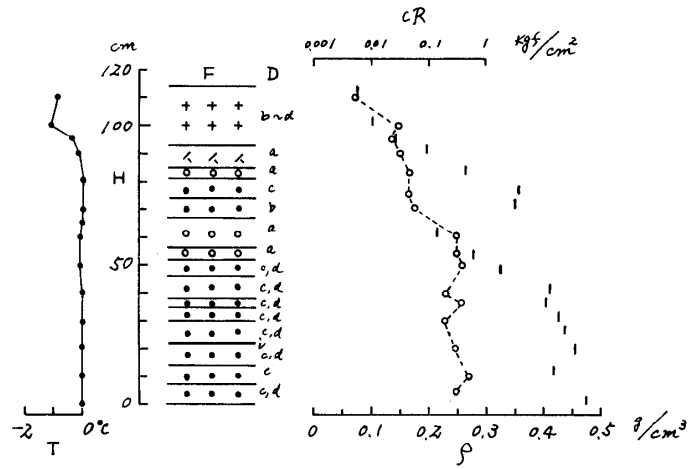 cR
0.001 0.01 0.1 1 Kgf/cm²
cm
120
F D
b~d
100
a
a
H
c
b
a
a
50
c,d
c,d
c,d
c,d
c,d
c,d
c
c,d
0
-2 0°C
T
0 0.1 0.2 0.3 0.4 0.5 g/cm³
ρ